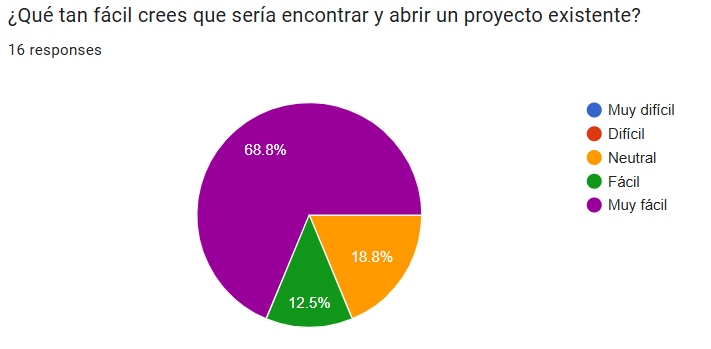 ¿Qué tan fácil crees que sería encontrar y abrir un proyecto existente?
16 responses
68.8%
18.8%
12.5%
Muy difícil
Difícil
Neutral
Fácil
Muy fácil